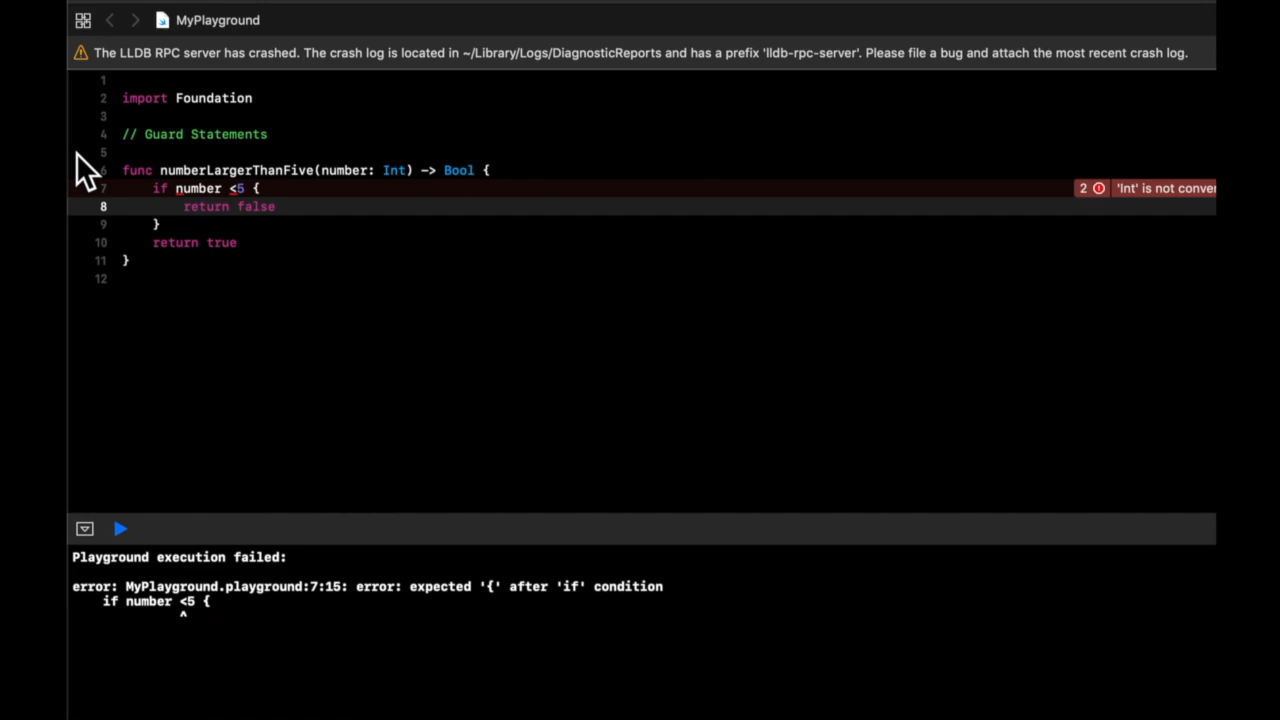 MyPlayground
The LLDB RPC server has crashed. The crash log is located in ~/Library/Logs/DiagnosticReports and has a prefix 'lldb-rpc-server'. Please file a bug and attach the most recent crash log.
1
2 import Foundation
3
4 // Guard Statements
5
6 func numberLargerThanFive(number: Int) -> Bool {
7 if number <5 { 2 'Int' is not conver
8 return false
9 }
10 return true
11 }
12
Playground execution failed:
error: MyPlayground.playground:7:15: error: expected '{' after 'if' condition
if number <5 {
^